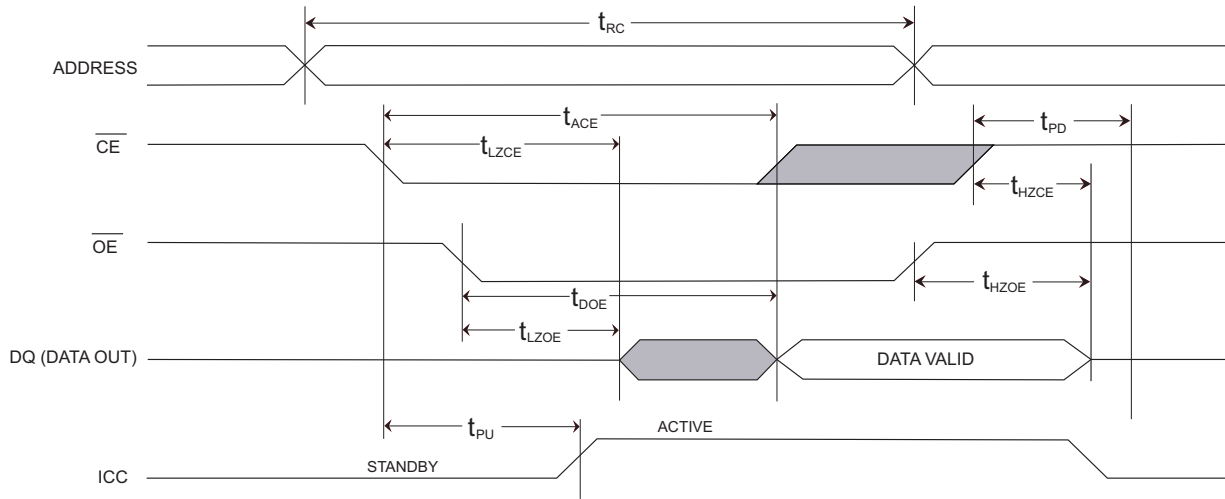 tRC
ADDRESS
tACE
tPD
CE
tLZCE
tHZCE
OE
tHZOE
tDOE
tLZOE
DQ (DATA OUT)
DATA VALID
tPU
ACTIVE
STANDBY
ICC